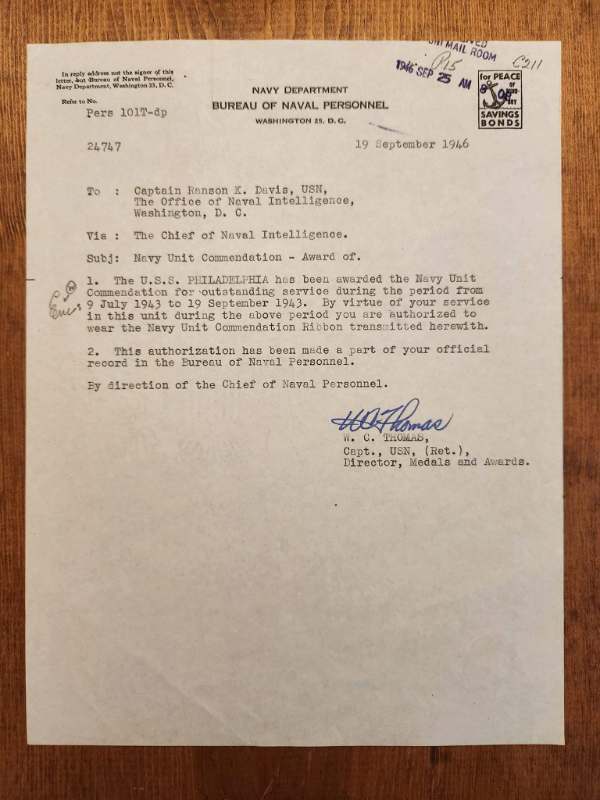 In reply address not the signer of this
letter, but Bureau of Naval Personnel,
Navy Department, Washington 25, D.C.
Refer to No.
Pers 101T-dp
24747
MAIL ROOM
1946 SEP 25 AM
C211
for PEACE
SAVINGS
BONDS
NAVY DEPARTMENT
BUREAU OF NAVAL PERSONNEL
WASHINGTON 25, D. C.
19 September 1946
To : Captain Ranson K. Davis, USN,
The Office of Naval Intelligence,
Washington, D. C.
Via : The Chief of Naval Intelligence.
Subj: Navy Unit Commendation - Award of.
1. The U.S.S. PHILADELPHIA has been awarded the Navy Unit
Commendation for outstanding service during the period from
9 July 1943 to 19 September 1943. By virtue of your service
in this unit during the above period you are authorized to
wear the Navy Unit Commendation Ribbon transmitted herewith.
2. This authorization has been made a part of your official
record in the Bureau of Naval Personnel.
By direction of the Chief of Naval Personnel.
W C Thomas
W. C. THOMAS,
Capt., USN, (Ret.),
Director, Medals and Awards.